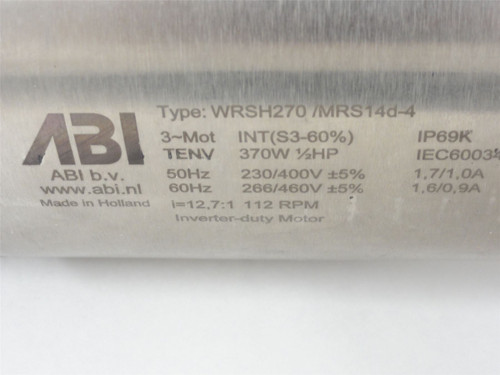 ABI
ABI b.v.
www.abi.nl
Made in Holland
Type: WRSH270 /MRS14d-4
3~Mot INT(S3-60%) IP69K
TENV 370W ½HP IEC6003
50Hz 230/400V ±5% 1,7/1,0A
60Hz 266/460V ±5% 1,6/0,9A
i=12,7:1 112 RPM
Inverter-duty Motor